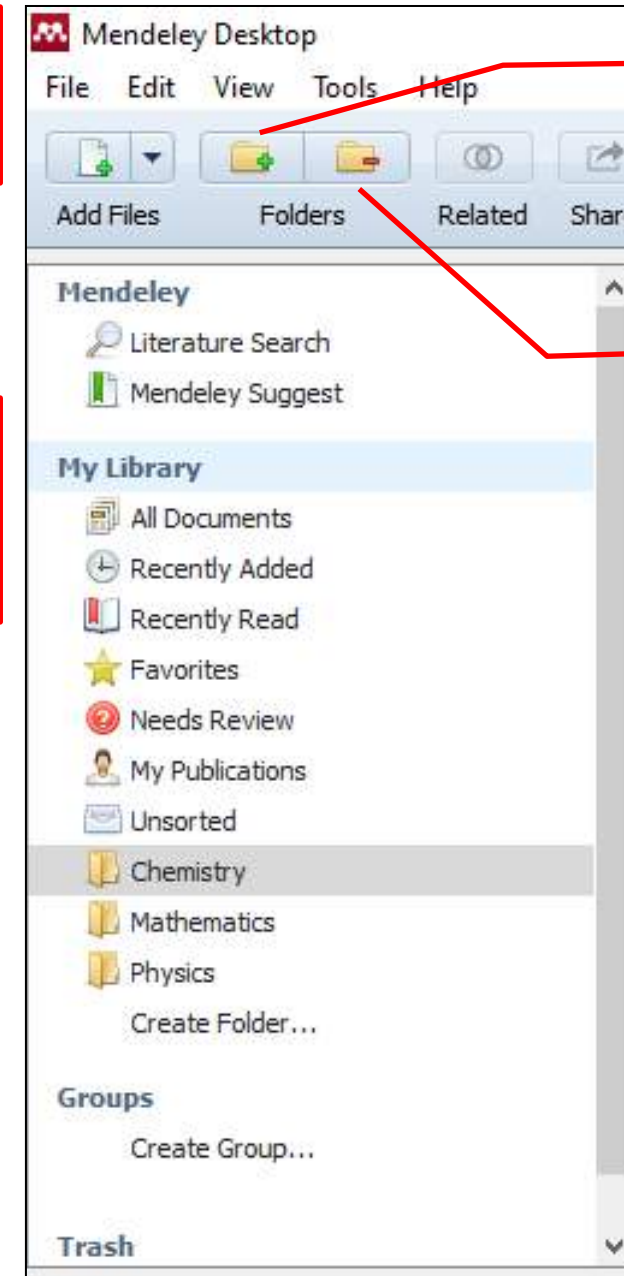 Mendeley Desktop
File Edit View Tools Help
Add Files Folders Related Shar
Mendeley
Literature Search
Mendeley Suggest
My Library
All Documents
Recently Added
Recently Read
Favorites
Needs Review
My Publications
Unsorted
Chemistry
Mathematics
Physics
Create Folder...
Groups
Create Group...
Trash